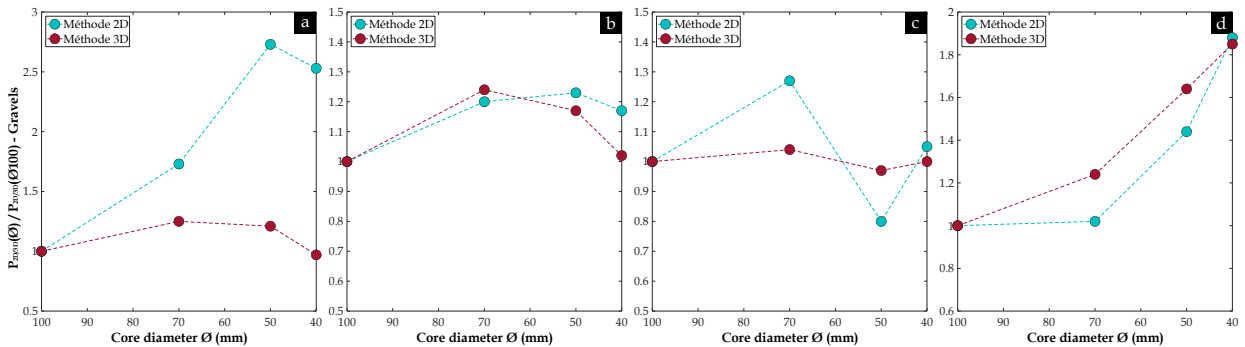 P2D/3D(Ø) / P2D/3D(Ø100) - Gravels
3
2.5
2
1.5
1
0.5
Méthode 2D
Méthode 3D
a
100 90 80 70 60 50 40
Core diameter Ø (mm)
1.5
1.4
1.3
1.2
1.1
1
0.9
0.8
0.7
0.6
0.5
Méthode 2D
Méthode 3D
b
100 90 80 70 60 50 40
Core diameter Ø (mm)
1.5
1.4
1.3
1.2
1.1
1
0.9
0.8
0.7
0.6
0.5
Méthode 2D
Méthode 3D
c
100 90 80 70 60 50 40
Core diameter Ø (mm)
2
1.8
1.6
1.4
1.2
1
0.8
0.6
Méthode 2D
Méthode 3D
d
100 90 80 70 60 50 40
Core diameter Ø (mm)